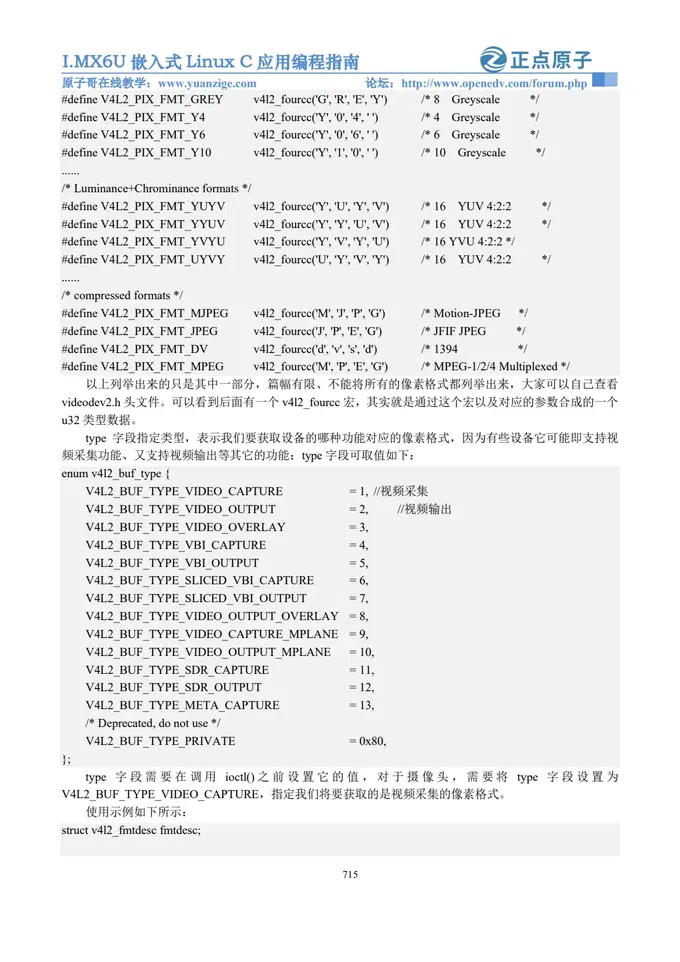 I.MX6U 嵌入式 Linux C 应用编程指南
正点原子
原子哥在线教学：www.yuanzige.com 论坛：http://www.openedv.com/forum.php
#define V4L2_PIX_FMT_GREY v4l2_fourcc('G', 'R', 'E', 'Y') /* 8 Greyscale */
#define V4L2_PIX_FMT_Y4 v4l2_fourcc('Y', '0', '4', ' ') /* 4 Greyscale */
#define V4L2_PIX_FMT_Y6 v4l2_fourcc('Y', '0', '6', ' ') /* 6 Greyscale */
#define V4L2_PIX_FMT_Y10 v4l2_fourcc('Y', '1', '0', ' ') /* 10 Greyscale */
......
/* Luminance+Chrominance formats */
#define V4L2_PIX_FMT_YUYV v4l2_fourcc('Y', 'U', 'Y', 'V') /* 16 YUV 4:2:2 */
#define V4L2_PIX_FMT_YYUV v4l2_fourcc('Y', 'Y', 'U', 'V') /* 16 YUV 4:2:2 */
#define V4L2_PIX_FMT_YVYU v4l2_fourcc('Y', 'V', 'Y', 'U') /* 16 YVU 4:2:2 */
#define V4L2_PIX_FMT_UYVY v4l2_fourcc('U', 'Y', 'V', 'Y') /* 16 YUV 4:2:2 */
......
/* compressed formats */
#define V4L2_PIX_FMT_MJPEG v4l2_fourcc('M', 'J', 'P', 'G') /* Motion-JPEG */
#define V4L2_PIX_FMT_JPEG v4l2_fourcc('J', 'P', 'E', 'G') /* JFIF JPEG */
#define V4L2_PIX_FMT_DV v4l2_fourcc('d', 'v', 's', 'd') /* 1394 */
#define V4L2_PIX_FMT_MPEG v4l2_fourcc('M', 'P', 'E', 'G') /* MPEG-1/2/4 Multiplexed */
以上列举出来的只是其中一部分，篇幅有限、不能将所有的像素格式都列举出来，大家可以自己查看
videodev2.h 头文件。可以看到后面有一个 v4l2_fourcc 宏，其实就是通过这个宏以及对应的参数合成的一个
u32 类型数据。
type 字段指定类型，表示我们要获取设备的哪种功能对应的像素格式，因为有些设备它可能即支持视
频采集功能、又支持视频输出等其它的功能；type 字段可取值如下：
enum v4l2_buf_type {
V4L2_BUF_TYPE_VIDEO_CAPTURE = 1, //视频采集
V4L2_BUF_TYPE_VIDEO_OUTPUT = 2, //视频输出
V4L2_BUF_TYPE_VIDEO_OVERLAY = 3,
V4L2_BUF_TYPE_VBI_CAPTURE = 4,
V4L2_BUF_TYPE_VBI_OUTPUT = 5,
V4L2_BUF_TYPE_SLICED_VBI_CAPTURE = 6,
V4L2_BUF_TYPE_SLICED_VBI_OUTPUT = 7,
V4L2_BUF_TYPE_VIDEO_OUTPUT_OVERLAY = 8,
V4L2_BUF_TYPE_VIDEO_CAPTURE_MPLANE = 9,
V4L2_BUF_TYPE_VIDEO_OUTPUT_MPLANE = 10,
V4L2_BUF_TYPE_SDR_CAPTURE = 11,
V4L2_BUF_TYPE_SDR_OUTPUT = 12,
V4L2_BUF_TYPE_META_CAPTURE = 13,
/* Deprecated, do not use */
V4L2_BUF_TYPE_PRIVATE = 0x80,
};
type 字段需要在调用 ioctl()之前设置它的值，对于摄像头，需要将 type 字段设置为
V4L2_BUF_TYPE_VIDEO_CAPTURE，指定我们将要获取的是视频采集的像素格式。
使用示例如下所示：
struct v4l2_fmtdesc fmtdesc;
715